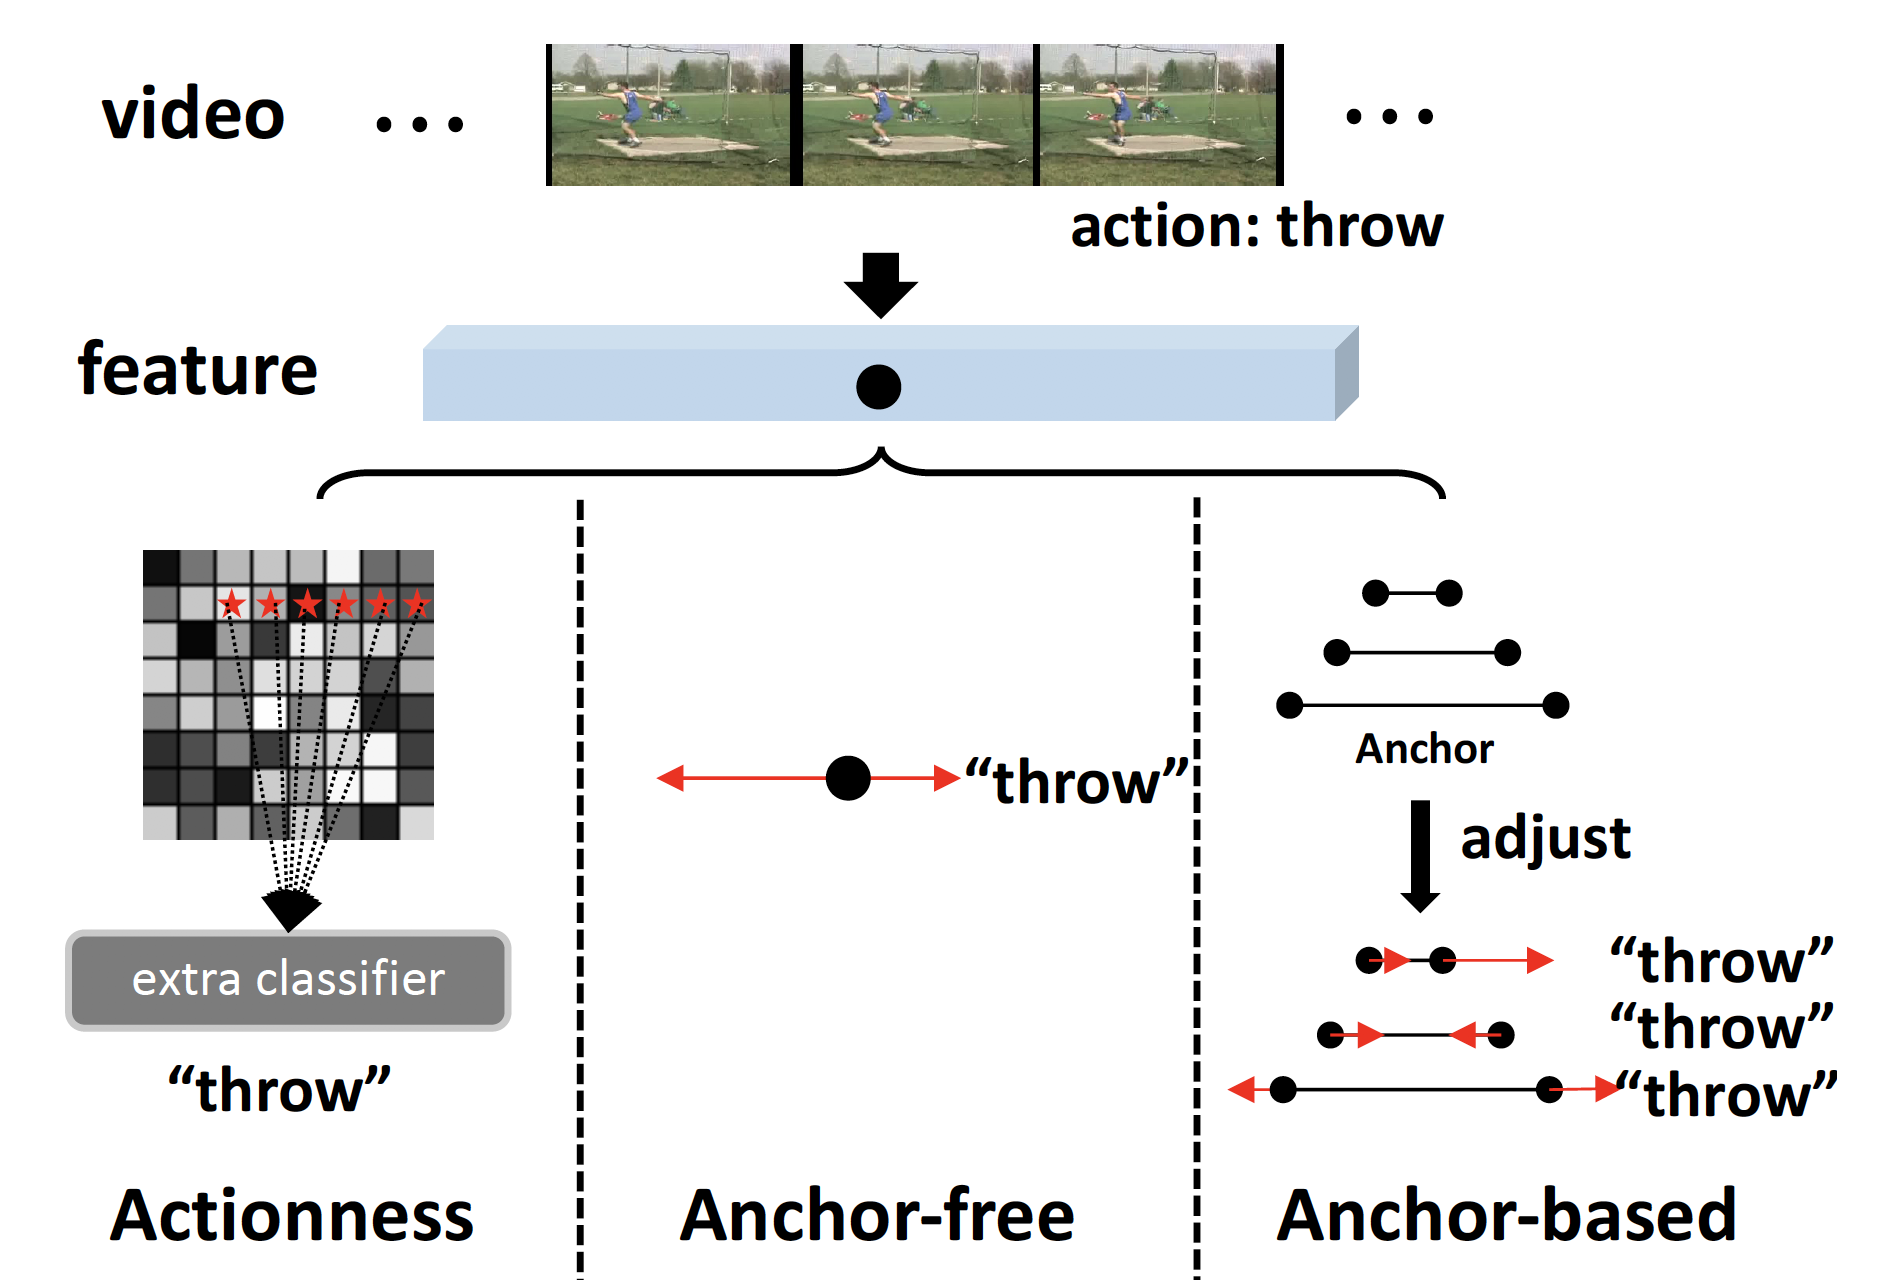 video
action: throw
feature
"throw"
Anchor
adjust
extra classifier
"throw"
"throw"
"throw"
"throw"
Actionness
Anchor-free
Anchor-based